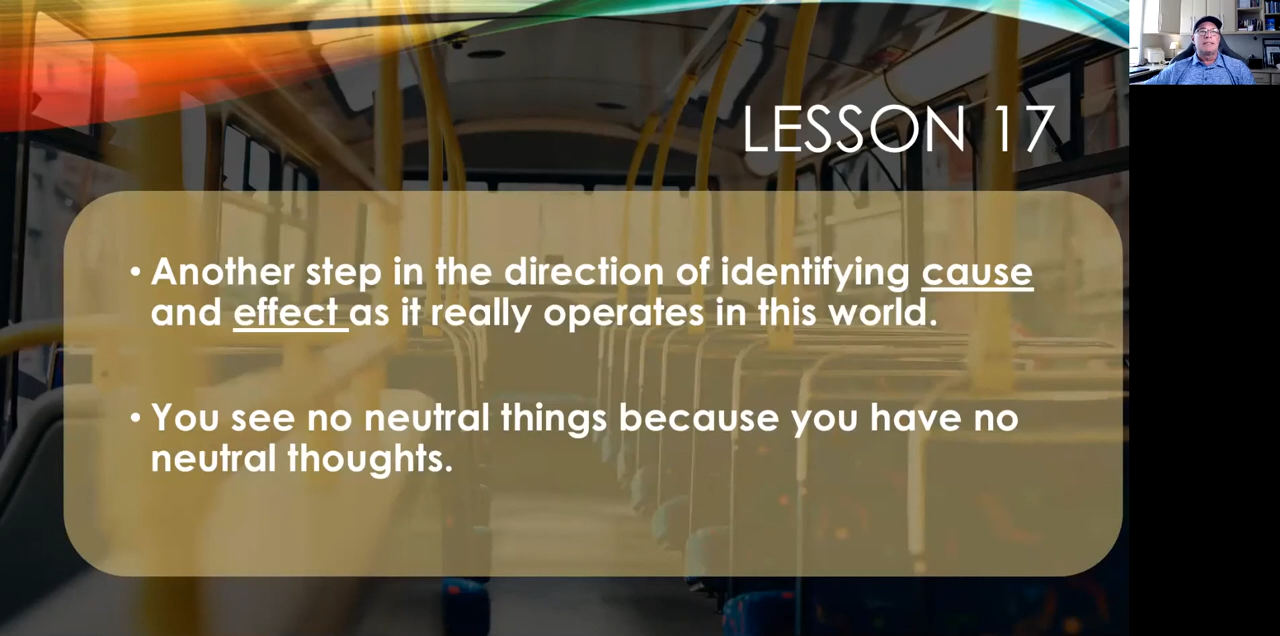 LESSON 17
• Another step in the direction of identifying cause
and effect as it really operates in this world.
• You see no neutral things because you have no
neutral thoughts.